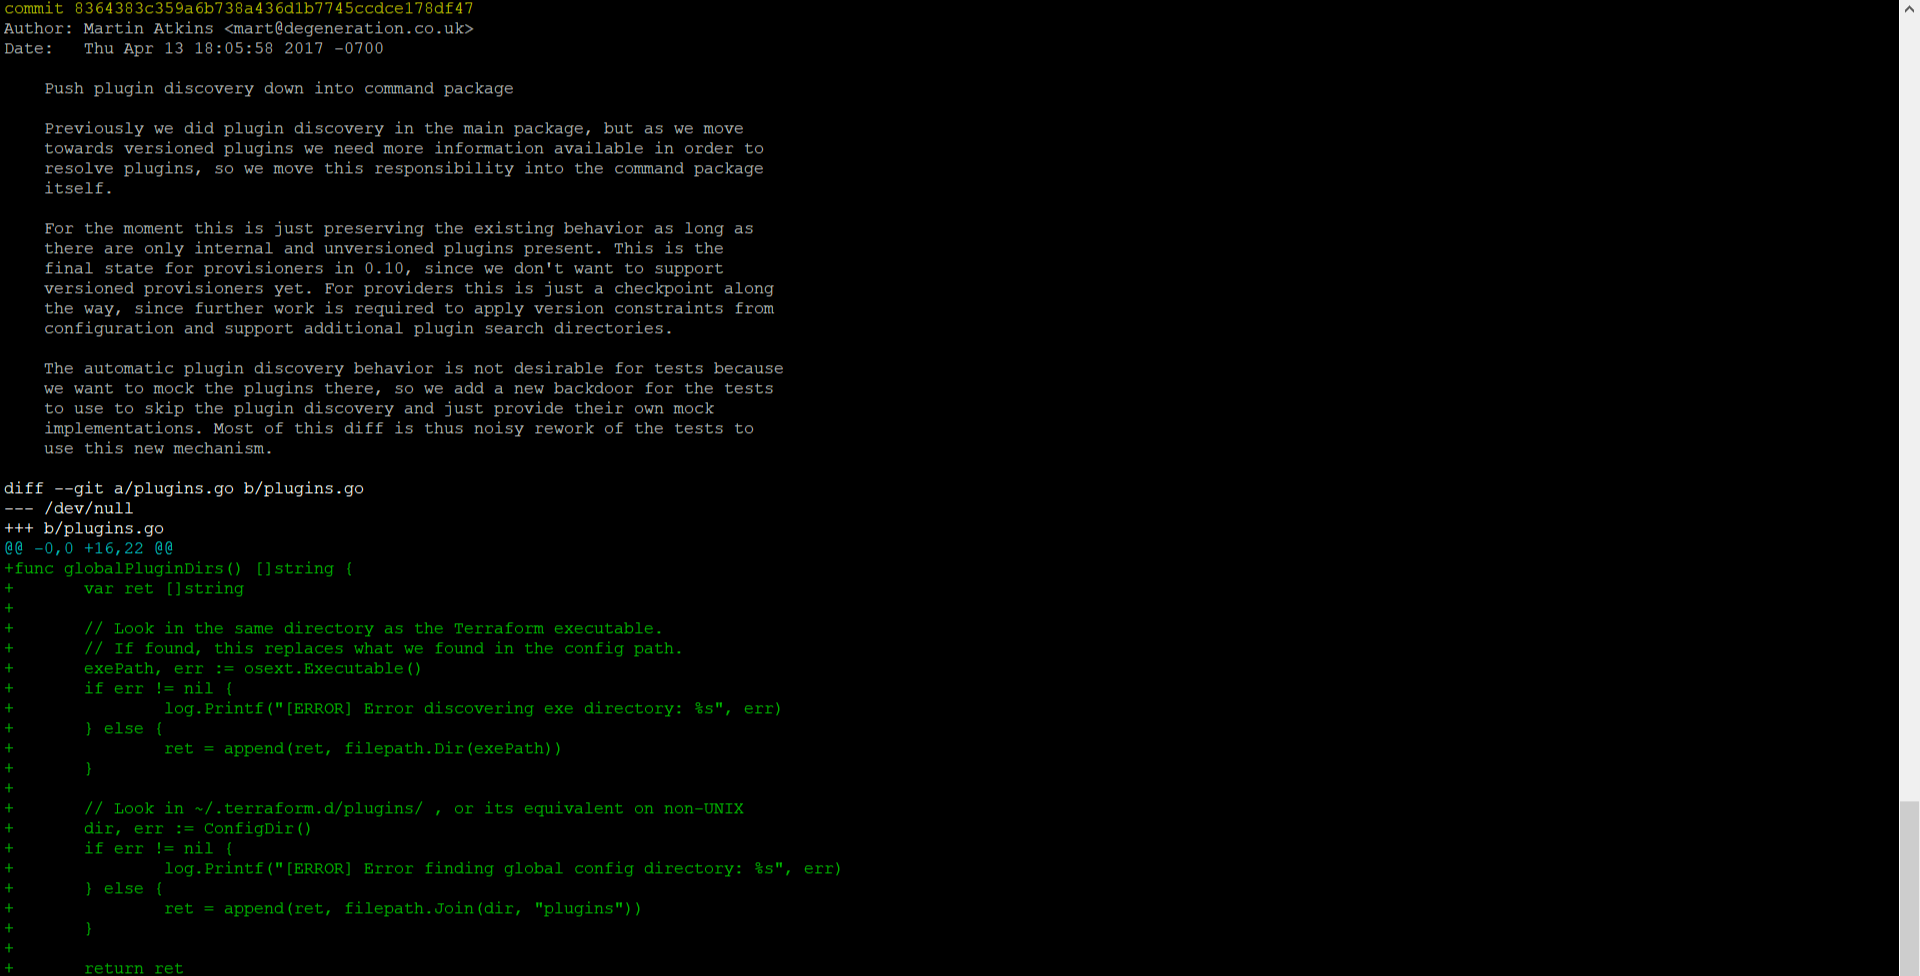 commit 8364383c359a6b738a436d1b7745ccdce178df47
Author: Martin Atkins <mart@degeneration.co.uk>
Date:   Thu Apr 13 18:05:58 2017 -0700

    Push plugin discovery down into command package

    Previously we did plugin discovery in the main package, but as we move
    towards versioned plugins we need more information available in order to
    resolve plugins, so we move this responsibility into the command package
    itself.

    For the moment this is just preserving the existing behavior as long as
    there are only internal and unversioned plugins present. This is the
    final state for provisioners in 0.10, since we don't want to support
    versioned provisioners yet. For providers this is just a checkpoint along
    the way, since further work is required to apply version constraints from
    configuration and support additional plugin search directories.

    The automatic plugin discovery behavior is not desirable for tests because
    we want to mock the plugins there, so we add a new backdoor for the tests
    to use to skip the plugin discovery and just provide their own mock
    implementations. Most of this diff is thus noisy rework of the tests to
    use this new mechanism.

diff --git a/plugins.go b/plugins.go
--- /dev/null
+++ b/plugins.go
@@ -0,0 +16,22 @@
+func globalPluginDirs() []string {
+       var ret []string
+
+       // Look in the same directory as the Terraform executable.
+       // If found, this replaces what we found in the config path.
+       exePath, err := osext.Executable()
+       if err != nil {
+               log.Printf("[ERROR] Error discovering exe directory: %s", err)
+       } else {
+               ret = append(ret, filepath.Dir(exePath))
+       }
+
+       // Look in ~/.terraform.d/plugins/ , or its equivalent on non-UNIX
+       dir, err := ConfigDir()
+       if err != nil {
+               log.Printf("[ERROR] Error finding global config directory: %s", err)
+       } else {
+               ret = append(ret, filepath.Join(dir, "plugins"))
+       }
+
+       return ret